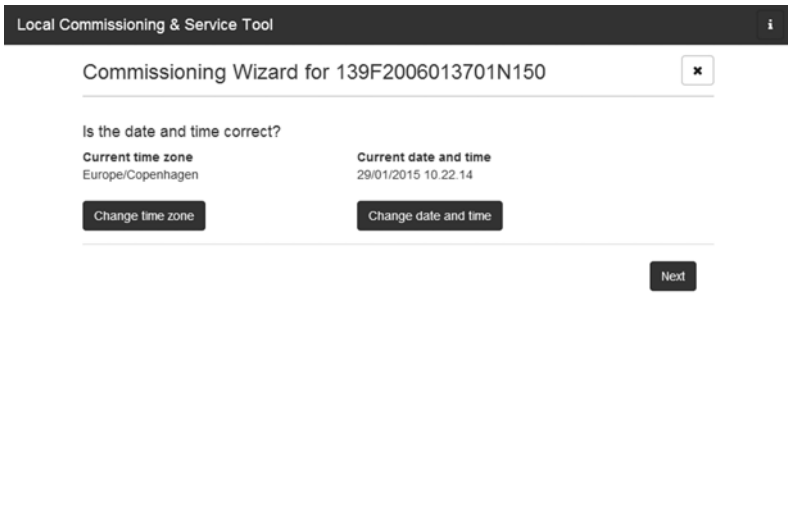 Local Commissioning & Service Tool
i
Commissioning Wizard for 139F2006013701N150
Is the date and time correct?
Current time zone
Europe/Copenhagen
Current date and time
29/01/2015 10.22.14
Change time zone
Change date and time
Next